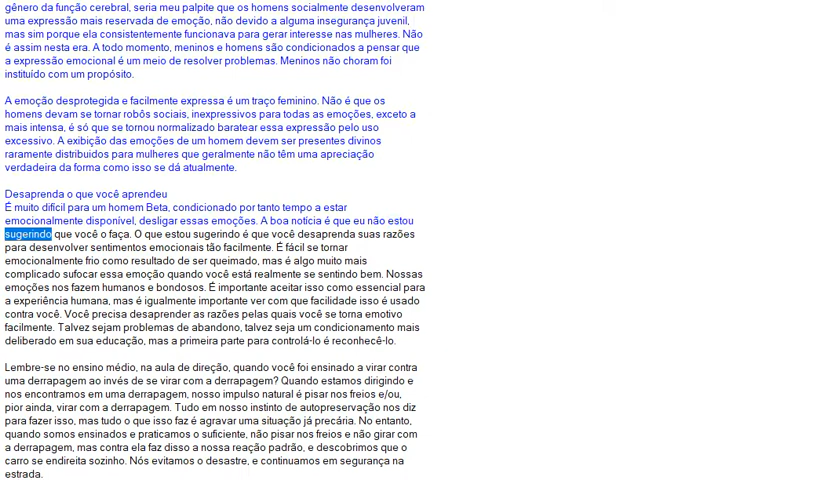 gênero da função cerebral, seria meu palpite que os homens socialmente desenvolveram
uma expressão mais reservada de emoção, não devido a alguma insegurança juvenil,
mas sim porque ela consistentemente funcionava para gerar interesse nas mulheres. Não
é assim nesta era. A todo momento, meninos e homens são condicionados a pensar que
a expressão emocional é um meio de resolver problemas. Meninos não choram foi
instituído com um propósito.

A emoção desprotegida e facilmente expressa é um traço feminino. Não é que os
homens devam se tornar robôs sociais, inexpressivos para todas as emoções, exceto a
mais intensa, é só que se tornou normalizado baratear essa expressão pelo uso
excessivo. A exibição das emoções de um homem devem ser presentes divinos
raramente distribuidos para mulheres que geralmente não têm uma apreciação
verdadeira da forma como isso se dá atualmente.

Desaprenda o que você aprendeu
É muito difícil para um homem Beta, condicionado por tanto tempo a estar
emocionalmente disponível, desligar essas emoções. A boa notícia é que eu não estou
sugerindo que você o faça. O que estou sugerindo é que você desaprenda suas razões
para desenvolver sentimentos emocionais tão facilmente. É fácil se tornar
emocionalmente frio como resultado de ser queimado, mas é algo muito mais
complicado sufocar essa emoção quando você está realmente se sentindo bem. Nossas
emoções nos fazem humanos e bondosos. É importante aceitar isso como essencial para
a experiência humana, mas é igualmente importante ver com que facilidade isso é usado
contra você. Você precisa desaprender as razões pelas quais você se torna emotivo
facilmente. Talvez sejam problemas de abandono, talvez seja um condicionamento mais
deliberado em sua educação, mas a primeira parte para controlá-lo é reconhecê-lo.

Lembre-se no ensino médio, na aula de direção, quando você foi ensinado a virar contra
uma derrapagem ao invés de se virar com a derrapagem? Quando estamos dirigindo e
nos encontramos em uma derrapagem, nosso impulso natural é pisar nos freios e/ou,
pior ainda, virar com a derrapagem. Tudo em nosso instinto de autopreservação nos diz
para fazer isso, mas tudo o que isso faz é agravar uma situação já precária. No entanto,
quando somos ensinados e praticamos o suficiente, não pisar nos freios e não girar com
a derrapagem, mas contra ela faz disso a nossa reação padrão, e descobrimos que o
carro se endireita sozinho. Nós evitamos o desastre, e continuamos em segurança na
estrada.